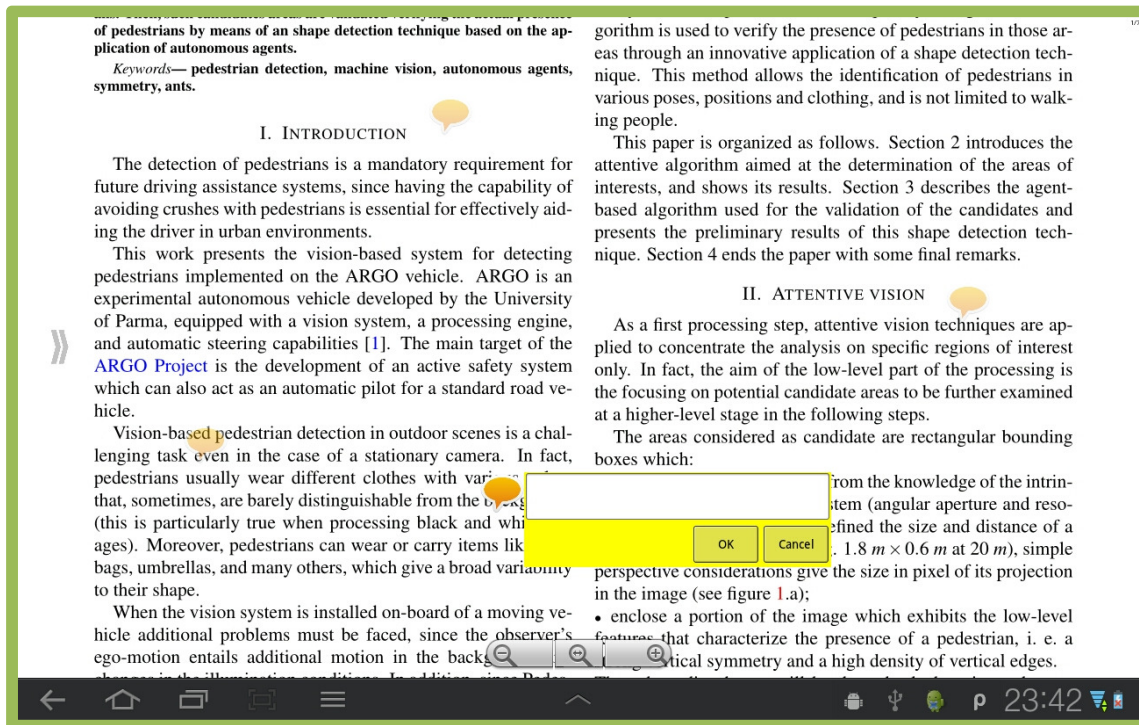 of pedestrians by means of an shape detection technique based on the ap-
plication of autonomous agents.
Keywords— pedestrian detection, machine vision, autonomous agents,
symmetry, ants.
I. INTRODUCTION
The detection of pedestrians is a mandatory requirement for
future driving assistance systems, since having the capability of
avoiding crushes with pedestrians is essential for effectively aid-
ing the driver in urban environments.
This work presents the vision-based system for detecting
pedestrians implemented on the ARGO vehicle. ARGO is an
experimental autonomous vehicle developed by the University
of Parma, equipped with a vision system, a processing engine,
and automatic steering capabilities [1]. The main target of the
ARGO Project is the development of an active safety system
which can also act as an automatic pilot for a standard road ve-
hicle.
Vision-based pedestrian detection in outdoor scenes is a chal-
lenging task even in the case of a stationary camera. In fact,
pedestrians usually wear different clothes with
that, sometimes, are barely distinguishable from the
(this is particularly true when processing black and
ages). Moreover, pedestrians can wear or carry items
bags, umbrellas, and many others, which give a broad variability
to their shape.
When the vision system is installed on-board of a moving ve-
hicle additional problems must be faced, since the observer's
ego-motion entails additional motion in the
gorithm is used to verify the presence of pedestrians in those ar-
eas through an innovative application of a shape detection tech-
nique. This method allows the identification of pedestrians in
various poses, positions and clothing, and is not limited to walk-
ing people.
This paper is organized as follows. Section 2 introduces the
attentive algorithm aimed at the determination of the areas of
interests, and shows its results. Section 3 describes the agent-
based algorithm used for the validation of the candidates and
presents the preliminary results of this shape detection tech-
nique. Section 4 ends the paper with some final remarks.
II. ATTENTIVE VISION
As a first processing step, attentive vision techniques are ap-
plied to concentrate the analysis on specific regions of interest
only. In fact, the aim of the low-level part of the processing is
the focusing on potential candidate areas to be further examined
at a higher-level stage in the following steps.
The areas considered as candidate are rectangular bounding
boxes which:
from the knowledge of the intrin-
(angular aperture and reso-
the size and distance of a
1.8 m × 0.6 m at 20 m), simple
perspective considerations give the size in pixel of its projection
in the image (see figure 1.a);
• enclose a portion of the image which exhibits the low-level
features that characterize the presence of a pedestrian, i. e. a
symmetry and a high density of vertical edges.
OK Cancel
23:42